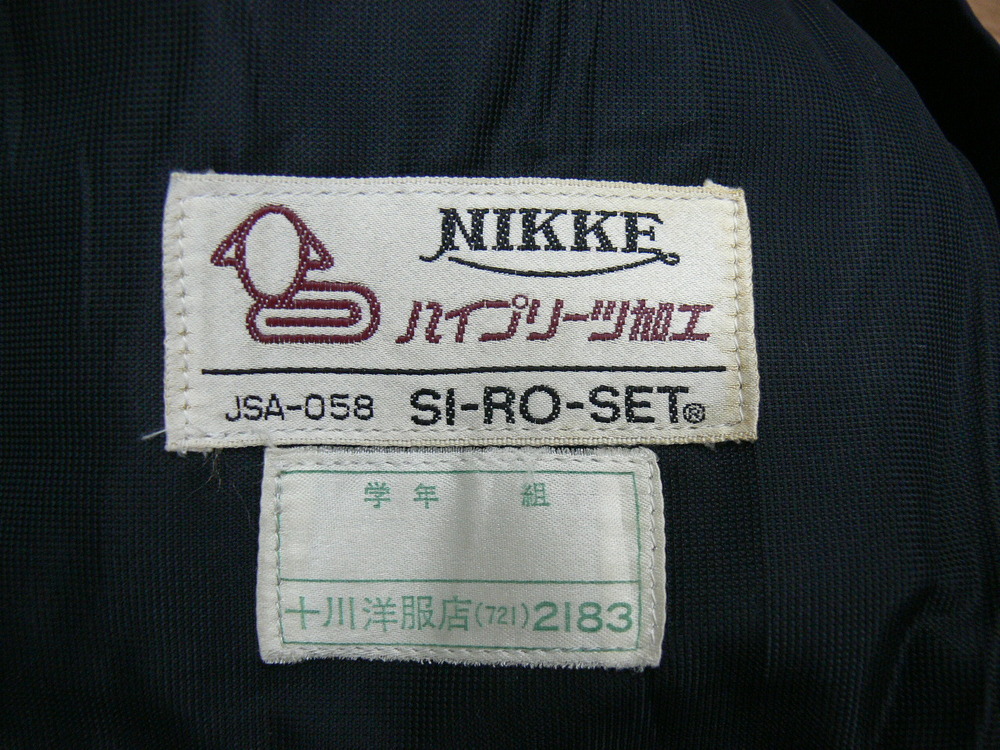 NIKKE
ハイプリーツ加工
JSA-058 SI-RO-SET®
学年 組
十川洋服店(721)2183